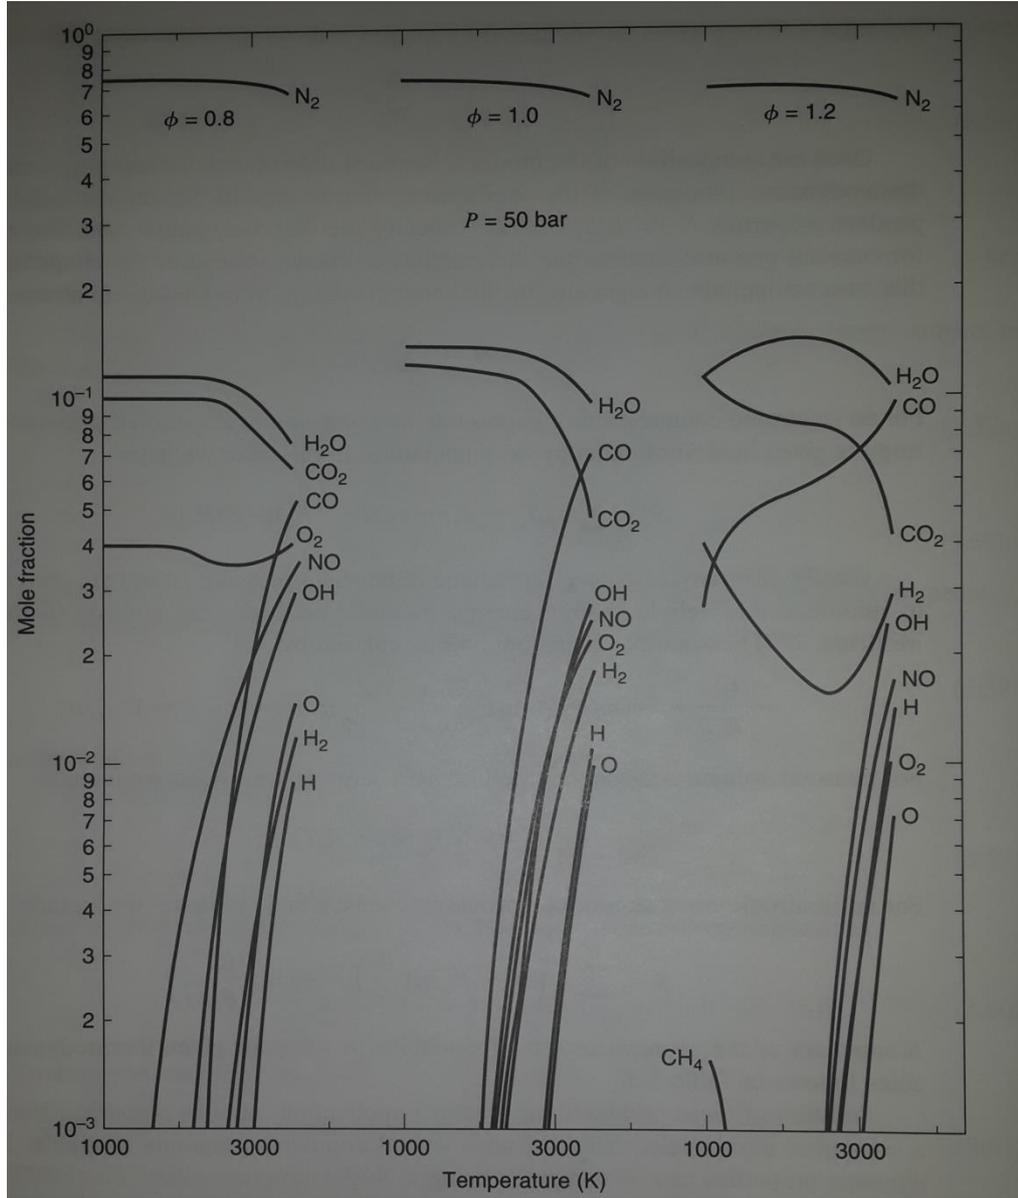 10⁰
9
8
7
6
5
4
3
2
10⁻¹
9
8
7
6
5
4
3
2
10⁻²
9
8
7
6
5
4
3
2
10⁻³
Mole fraction
N₂
ϕ = 0.8
H₂O
CO₂
CO
O₂
NO
OH
O
H₂
H
N₂
ϕ = 1.0
P = 50 bar
H₂O
CO
CO₂
OH
NO
O₂
H₂
H
O
N₂
ϕ = 1.2
H₂O
CO
CO₂
H₂
OH
NO
H
O₂
O
CH₄
1000 3000 1000 3000 1000 3000
Temperature (K)